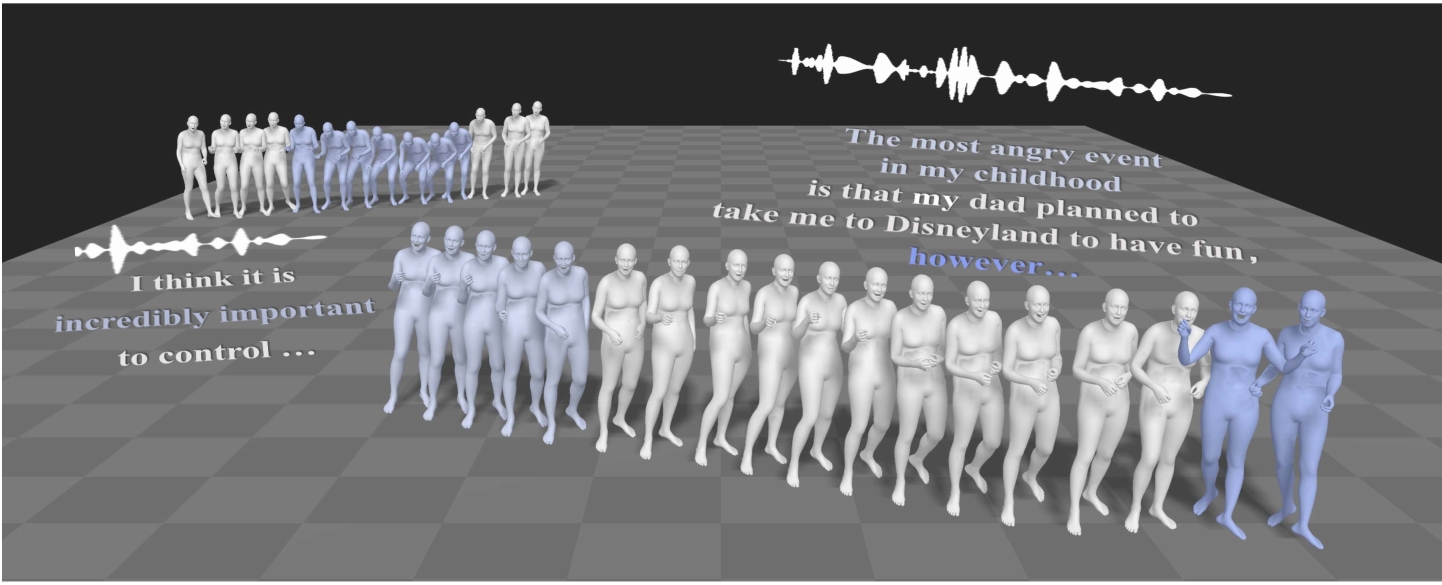 The most angry event
in my childhood
is that my dad planned to
take me to Disneyland to have fun,
however...
I think it is
incredibly important
to control ...